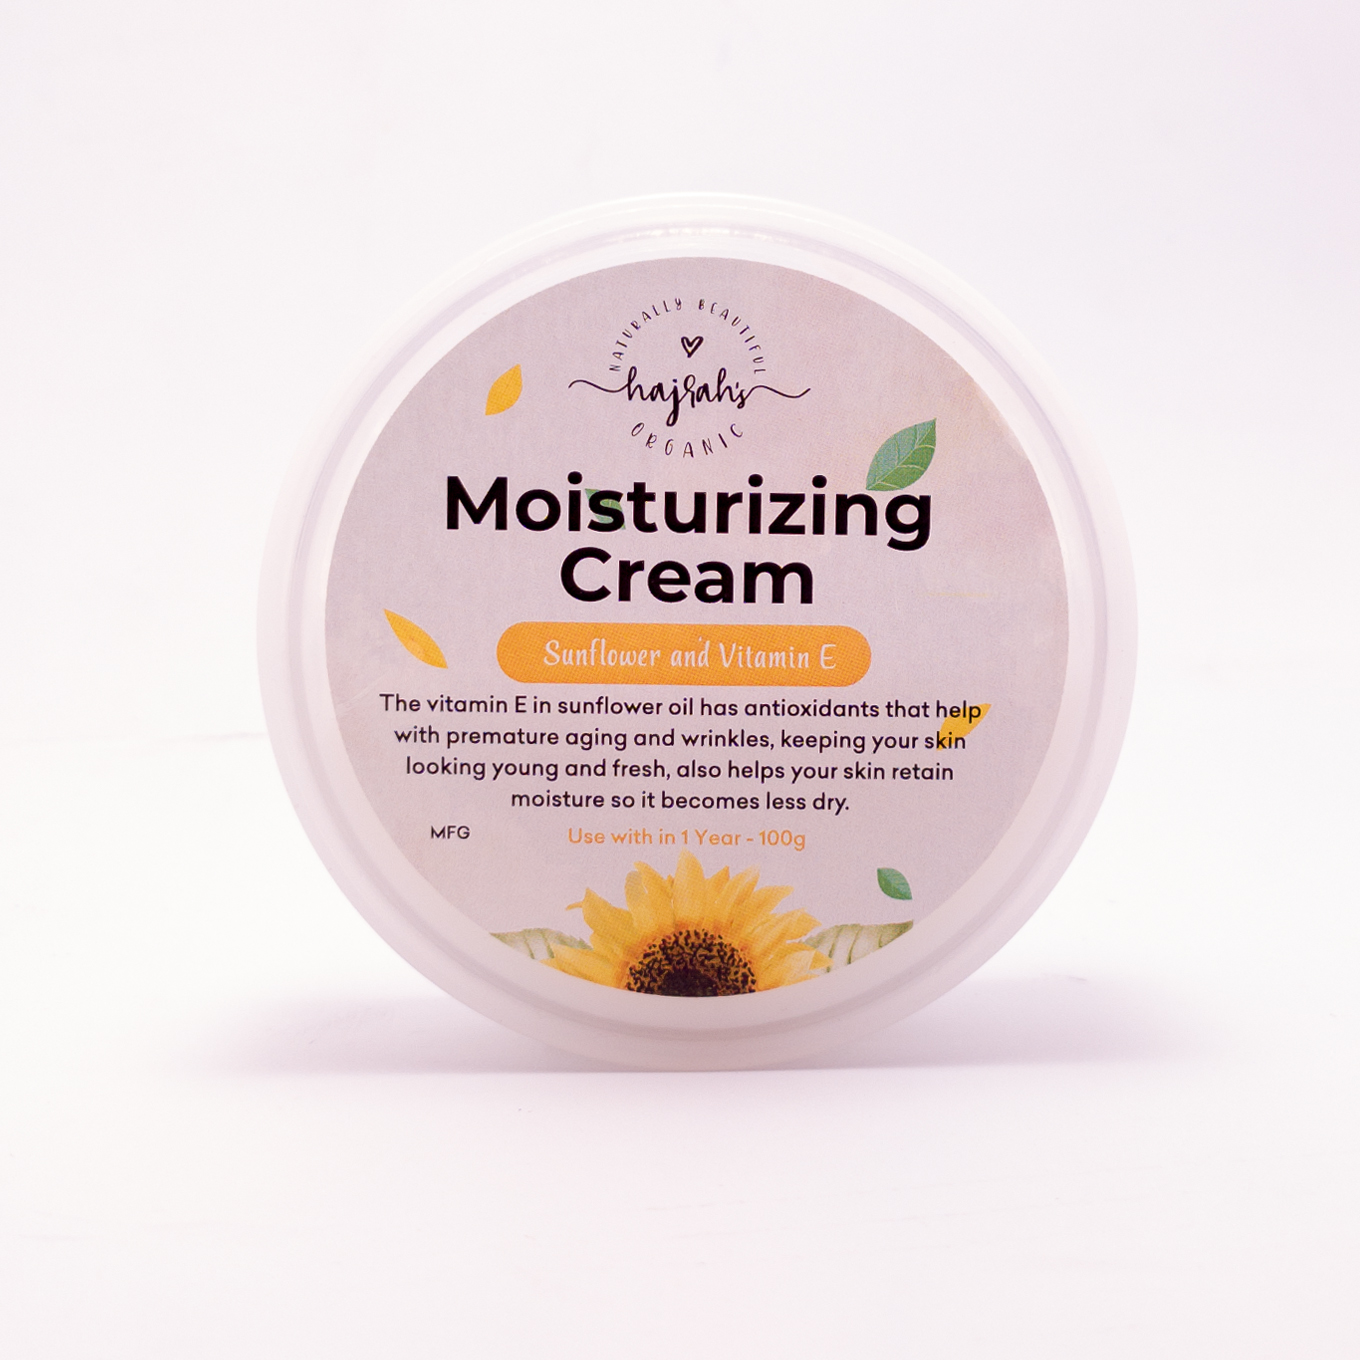 NATURALLY BEAUTIFUL
hajrah's
ORGANIC
Moisturizing
Cream
Sunflower and Vitamin E
The vitamin E in sunflower oil has antioxidants that help
with premature aging and wrinkles, keeping your skin
looking young and fresh, also helps your skin retain
moisture so it becomes less dry.
MFG
Use with in 1 Year - 100g